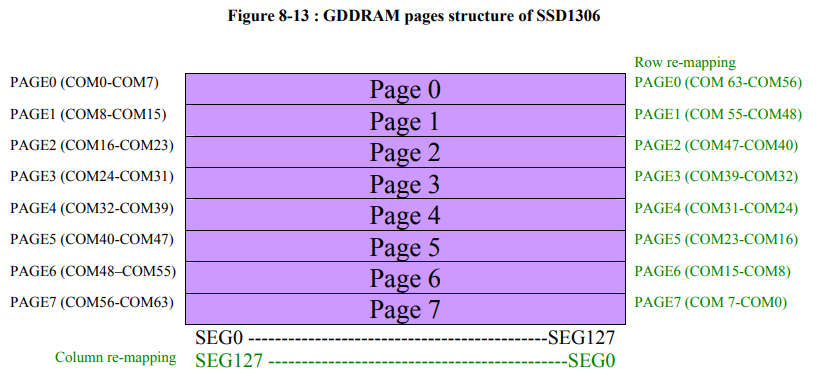 Figure 8-13 : GDDRAM pages structure of SSD1306
Row re-mapping
PAGE0 (COM0-COM7) Page 0 PAGE0 (COM 63-COM56)
PAGE1 (COM8-COM15) Page 1 PAGE1 (COM 55-COM48)
PAGE2 (COM16-COM23) Page 2 PAGE2 (COM47-COM40)
PAGE3 (COM24-COM31) Page 3 PAGE3 (COM39-COM32)
PAGE4 (COM32-COM39) Page 4 PAGE4 (COM31-COM24)
PAGE5 (COM40-COM47) Page 5 PAGE5 (COM23-COM16)
PAGE6 (COM48–COM55) Page 6 PAGE6 (COM15-COM8)
PAGE7 (COM56-COM63) Page 7 PAGE7 (COM 7-COM0)
SEG0 ---------------------------------------------SEG127
Column re-mapping SEG127 ---------------------------------------------SEG0